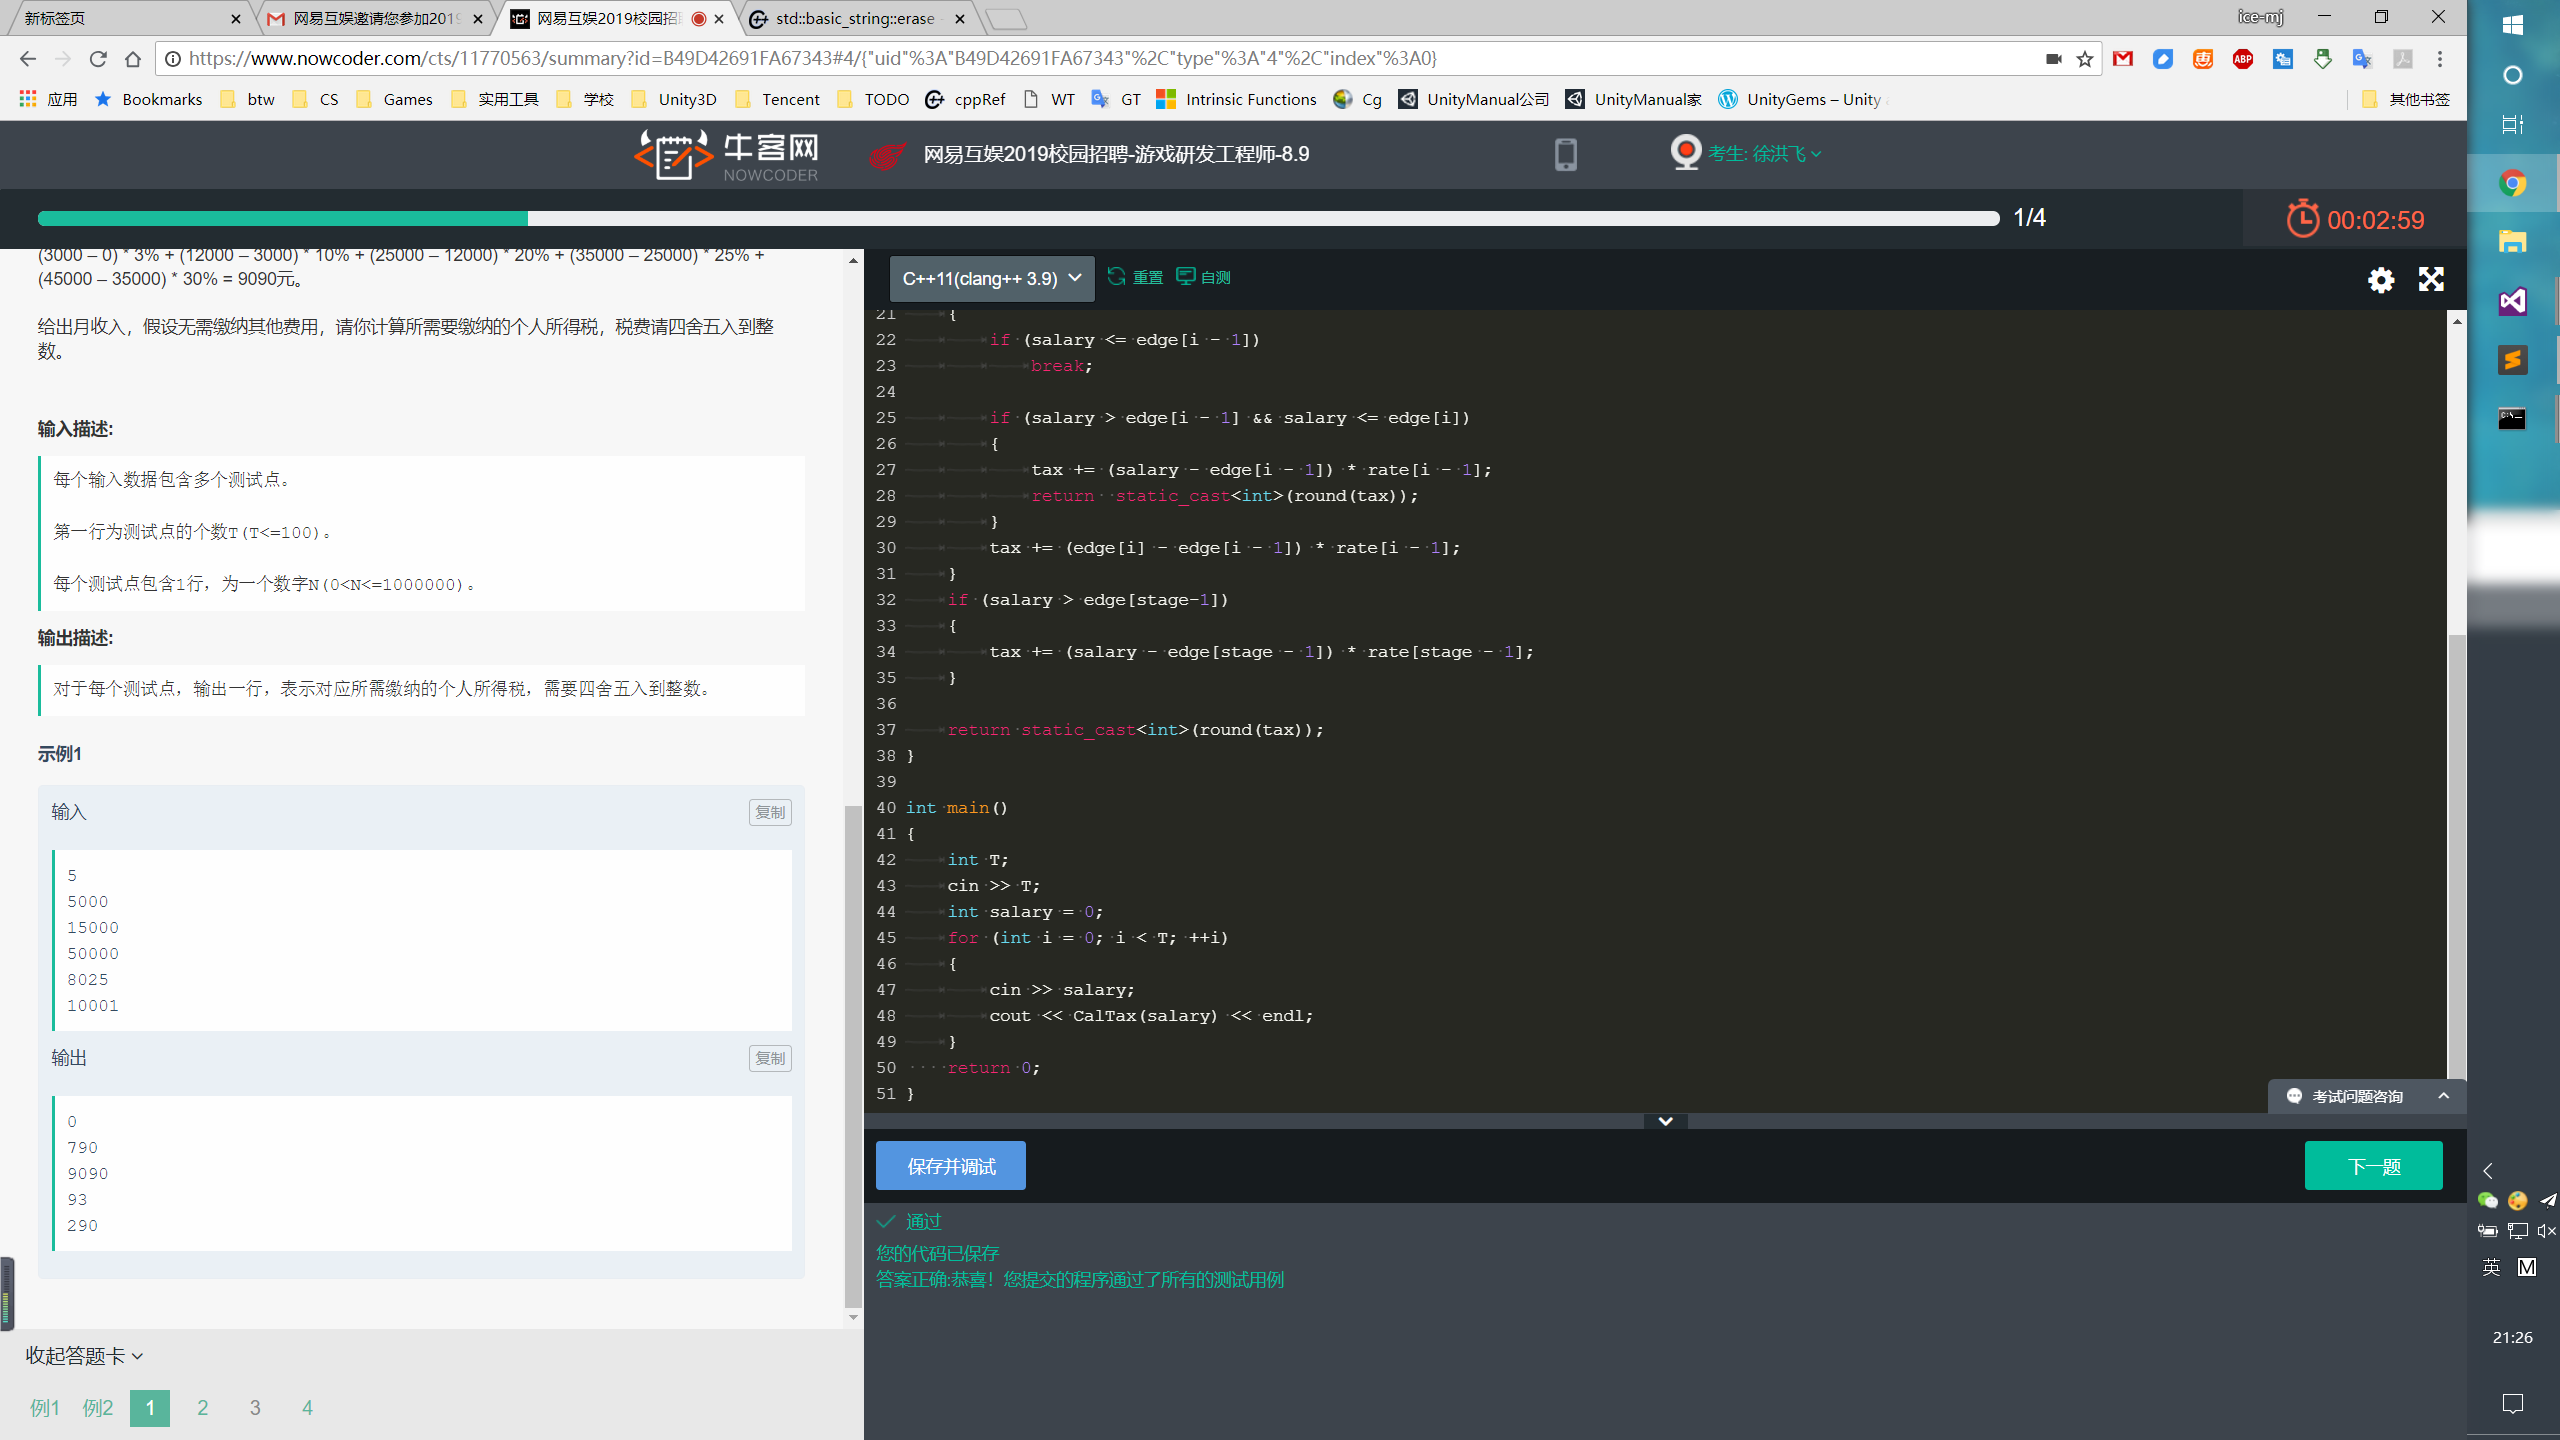 新标签页
网易互娱邀请您参加2019
网易互娱2019校园招聘
std::basic_string::erase -
ice-mj
https://www.nowcoder.com/cts/11770563/summary?id=B49D42691FA67343#4/{"uid"%3A"B49D42691FA67343"%2C"type"%3A"4"%2C"index"%3A0}
应用 Bookmarks btw CS Games 实用工具 学校 Unity3D Tencent TODO cppRef WT GT Intrinsic Functions Cg UnityManual公司 UnityManual家 UnityGems – Unity 其他书签
牛客网
NOWCODER
网易互娱2019校园招聘-游戏研发工程师-8.9
考生: 徐洪飞
1/4
00:02:59
(3000 – 0) * 3% + (12000 – 3000) * 10% + (25000 – 12000) * 20% + (35000 – 25000) * 25% +
(45000 – 35000) * 30% = 9090元。
给出月收入，假设无需缴纳其他费用，请你计算所需要缴纳的个人所得税，税费请四舍五入到整
数。
输入描述:
每个输入数据包含多个测试点。
第一行为测试点的个数T(T<=100)。
每个测试点包含1行，为一个数字N(0<N<=1000000)。
输出描述:
对于每个测试点，输出一行，表示对应所需缴纳的个人所得税，需要四舍五入到整数。
示例1
输入 复制
5
5000
15000
50000
8025
10001
输出 复制
0
790
9090
93
290
收起答题卡
例1 例2 1 2 3 4
C++11(clang++ 3.9) 重置 自测
21 {
22 if (salary <= edge[i - 1])
23 break;
24
25 if (salary > edge[i - 1] && salary <= edge[i])
26 {
27 tax += (salary - edge[i - 1]) * rate[i - 1];
28 return static_cast<int>(round(tax));
29 }
30 tax += (edge[i] - edge[i - 1]) * rate[i - 1];
31 }
32 if (salary > edge[stage-1])
33 {
34 tax += (salary - edge[stage - 1]) * rate[stage - 1];
35 }
36
37 return static_cast<int>(round(tax));
38 }
39
40 int main()
41 {
42 int T;
43 cin >> T;
44 int salary = 0;
45 for (int i = 0; i < T; ++i)
46 {
47 cin >> salary;
48 cout << CalTax(salary) << endl;
49 }
50 return 0;
51 }
考试问题咨询
保存并调试
下一题
通过
您的代码已保存
答案正确:恭喜！您提交的程序通过了所有的测试用例
英 M
21:26